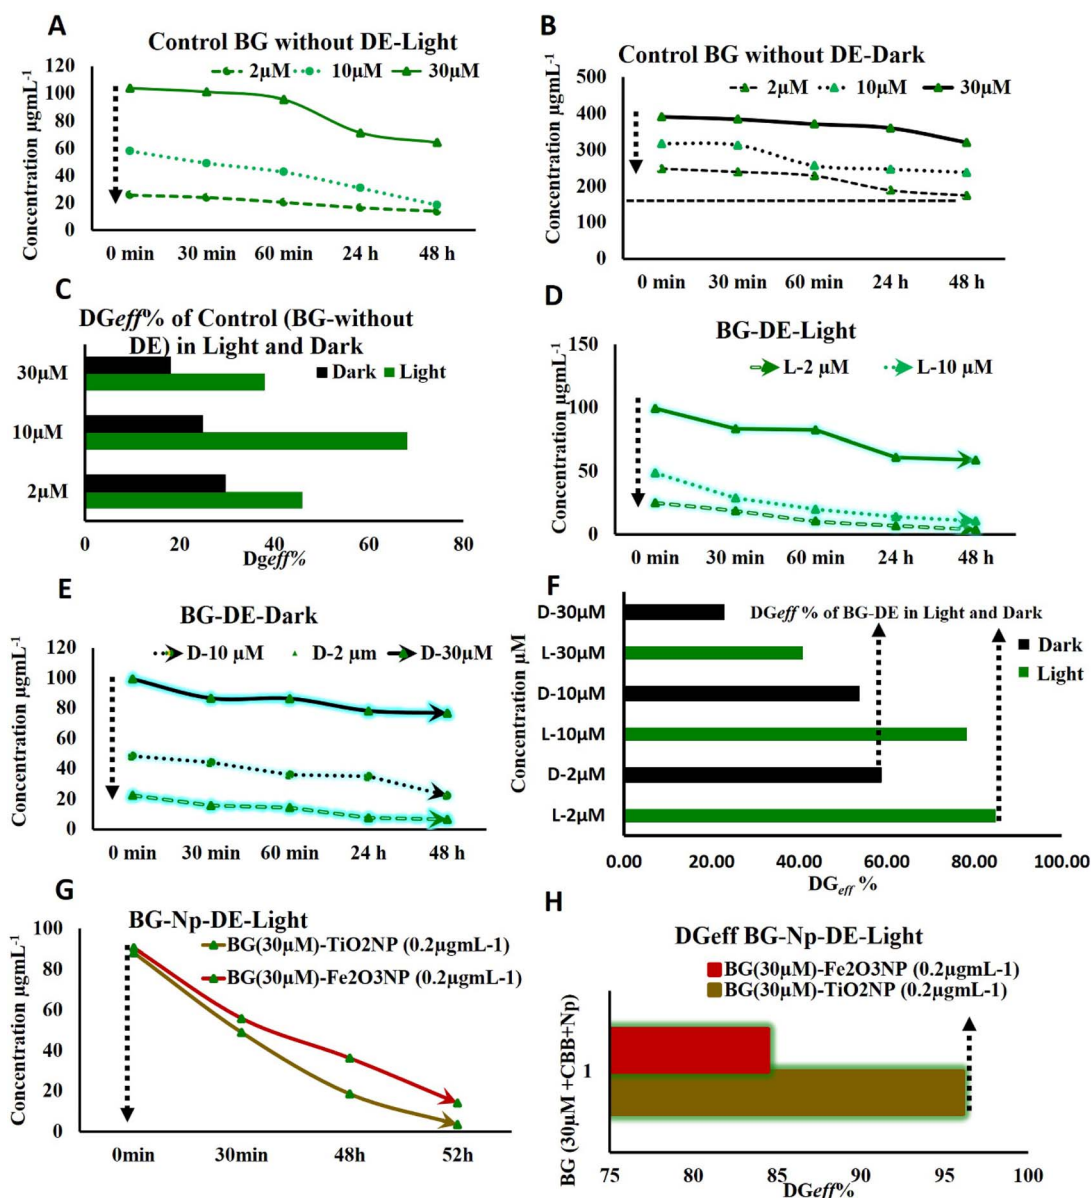 A
Control BG without DE-Light
2µM
10µM
30µM
Concentration µgmL-1
120
100
80
60
40
20
0
0 min
30 min
60 min
24 h
48 h
B
Control BG without DE-Dark
2µM
10µM
30µM
Concentration µgmL-1
500
400
300
200
100
0 min
30 min
60 min
24 h
48 h
C
DGeff% of Control (BG-without
DE) in Light and Dark
Dark
Light
30µM
10µM
2µM
0
20
40
60
80
Dgeff%
D
BG-DE-Light
L-2 µM
L-10 µM
Concentration µgmL-1
150
100
50
0
0 min
30 min
60 min
24 h
48 h
E
BG-DE-Dark
D-10 µM
D-2 µm
D-30µM
Concentration µgmL-1
120
100
80
60
40
20
0
0 min
30 min
60 min
24 h
48 h
F
DGeff % of BG-DE in Light and Dark
Dark
Light
Concentration µM
D-30µM
L-30µM
D-10µM
L-10µM
D-2µM
L-2µM
0.00
20.00
40.00
60.00
80.00
100.00
DGeff %
G
BG-Np-DE-Light
BG(30µM)-TiO2NP (0.2µgmL-1)
BG(30µM)-Fe2O3NP (0.2µgmL-1)
Concentration µgmL-1
100
80
60
40
20
0
0min
30min
48h
52h
H
DGeff BG-Np-DE-Light
BG(30µM)-Fe2O3NP (0.2µgmL-1)
BG(30µM)-TiO2NP (0.2µgmL-1)
BG (30µM +CBB+Np)
1
75
80
85
90
95
100
DGeff%